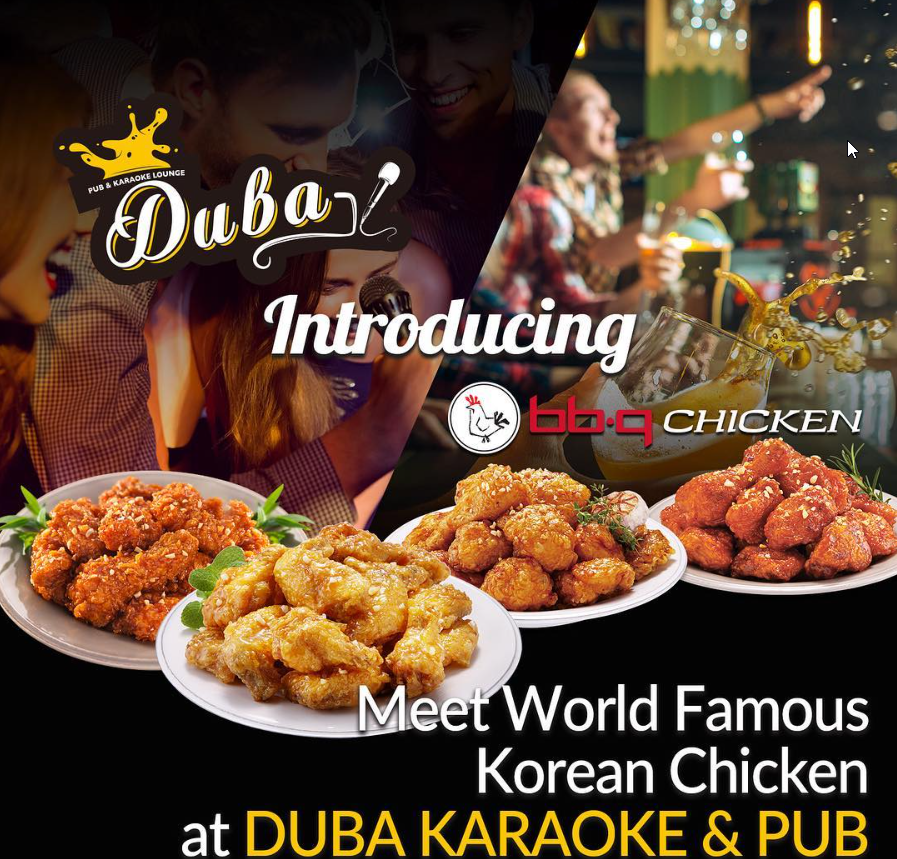 PUB & KARAOKE LOUNGE
Duba
Introducing
bb.q CHICKEN
Meet World Famous
Korean Chicken
at DUBA KARAOKE & PUB